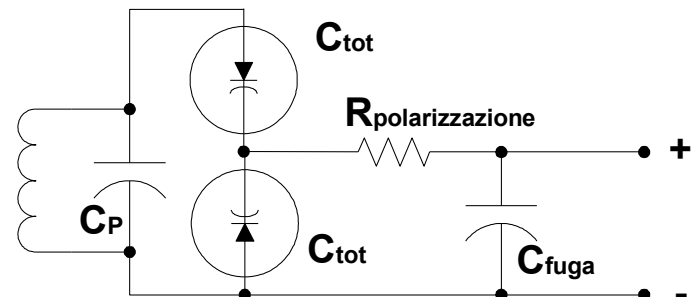 Ctot
Rpolarizzazione
+
CP
Ctot
Cfuga
-